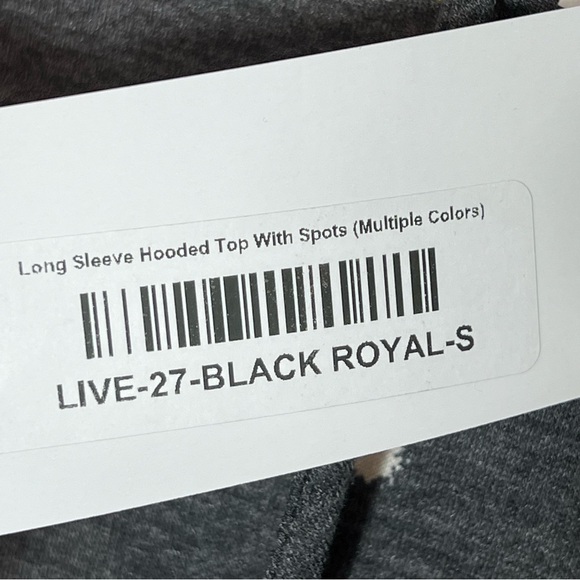 Long Sleeve Hooded Top With Spots (Multiple Colors)
LIVE-27-BLACK ROYAL-S